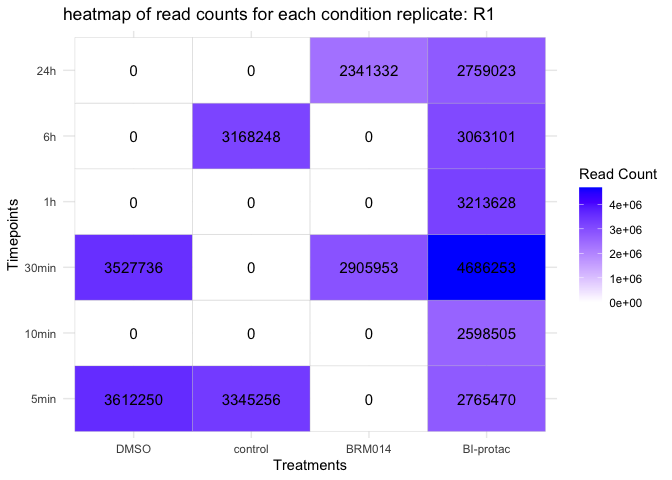 heatmap of read counts for each condition replicate: R1
24h 0 0 2341332 2759023
6h 0 3168248 0 3063101
1h 0 0 0 3213628
30min 3527736 0 2905953 4686253
10min 0 0 0 2598505
5min 3612250 3345256 0 2765470
DMSO control BRM014 BI-protac
Treatments
Timepoints
Read Count
4e+06
3e+06
2e+06
1e+06
0e+00